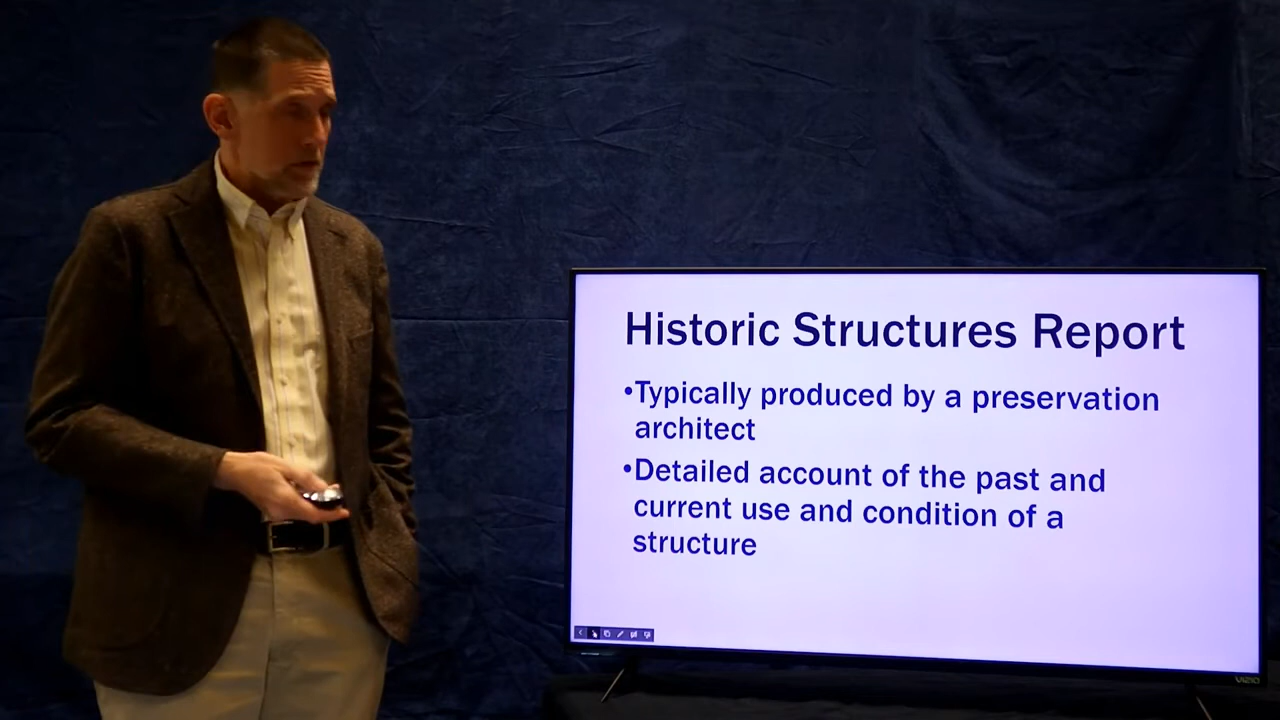 Historic Structures Report
•Typically produced by a preservation
architect
•Detailed account of the past and
current use and condition of a
structure
VIZIO